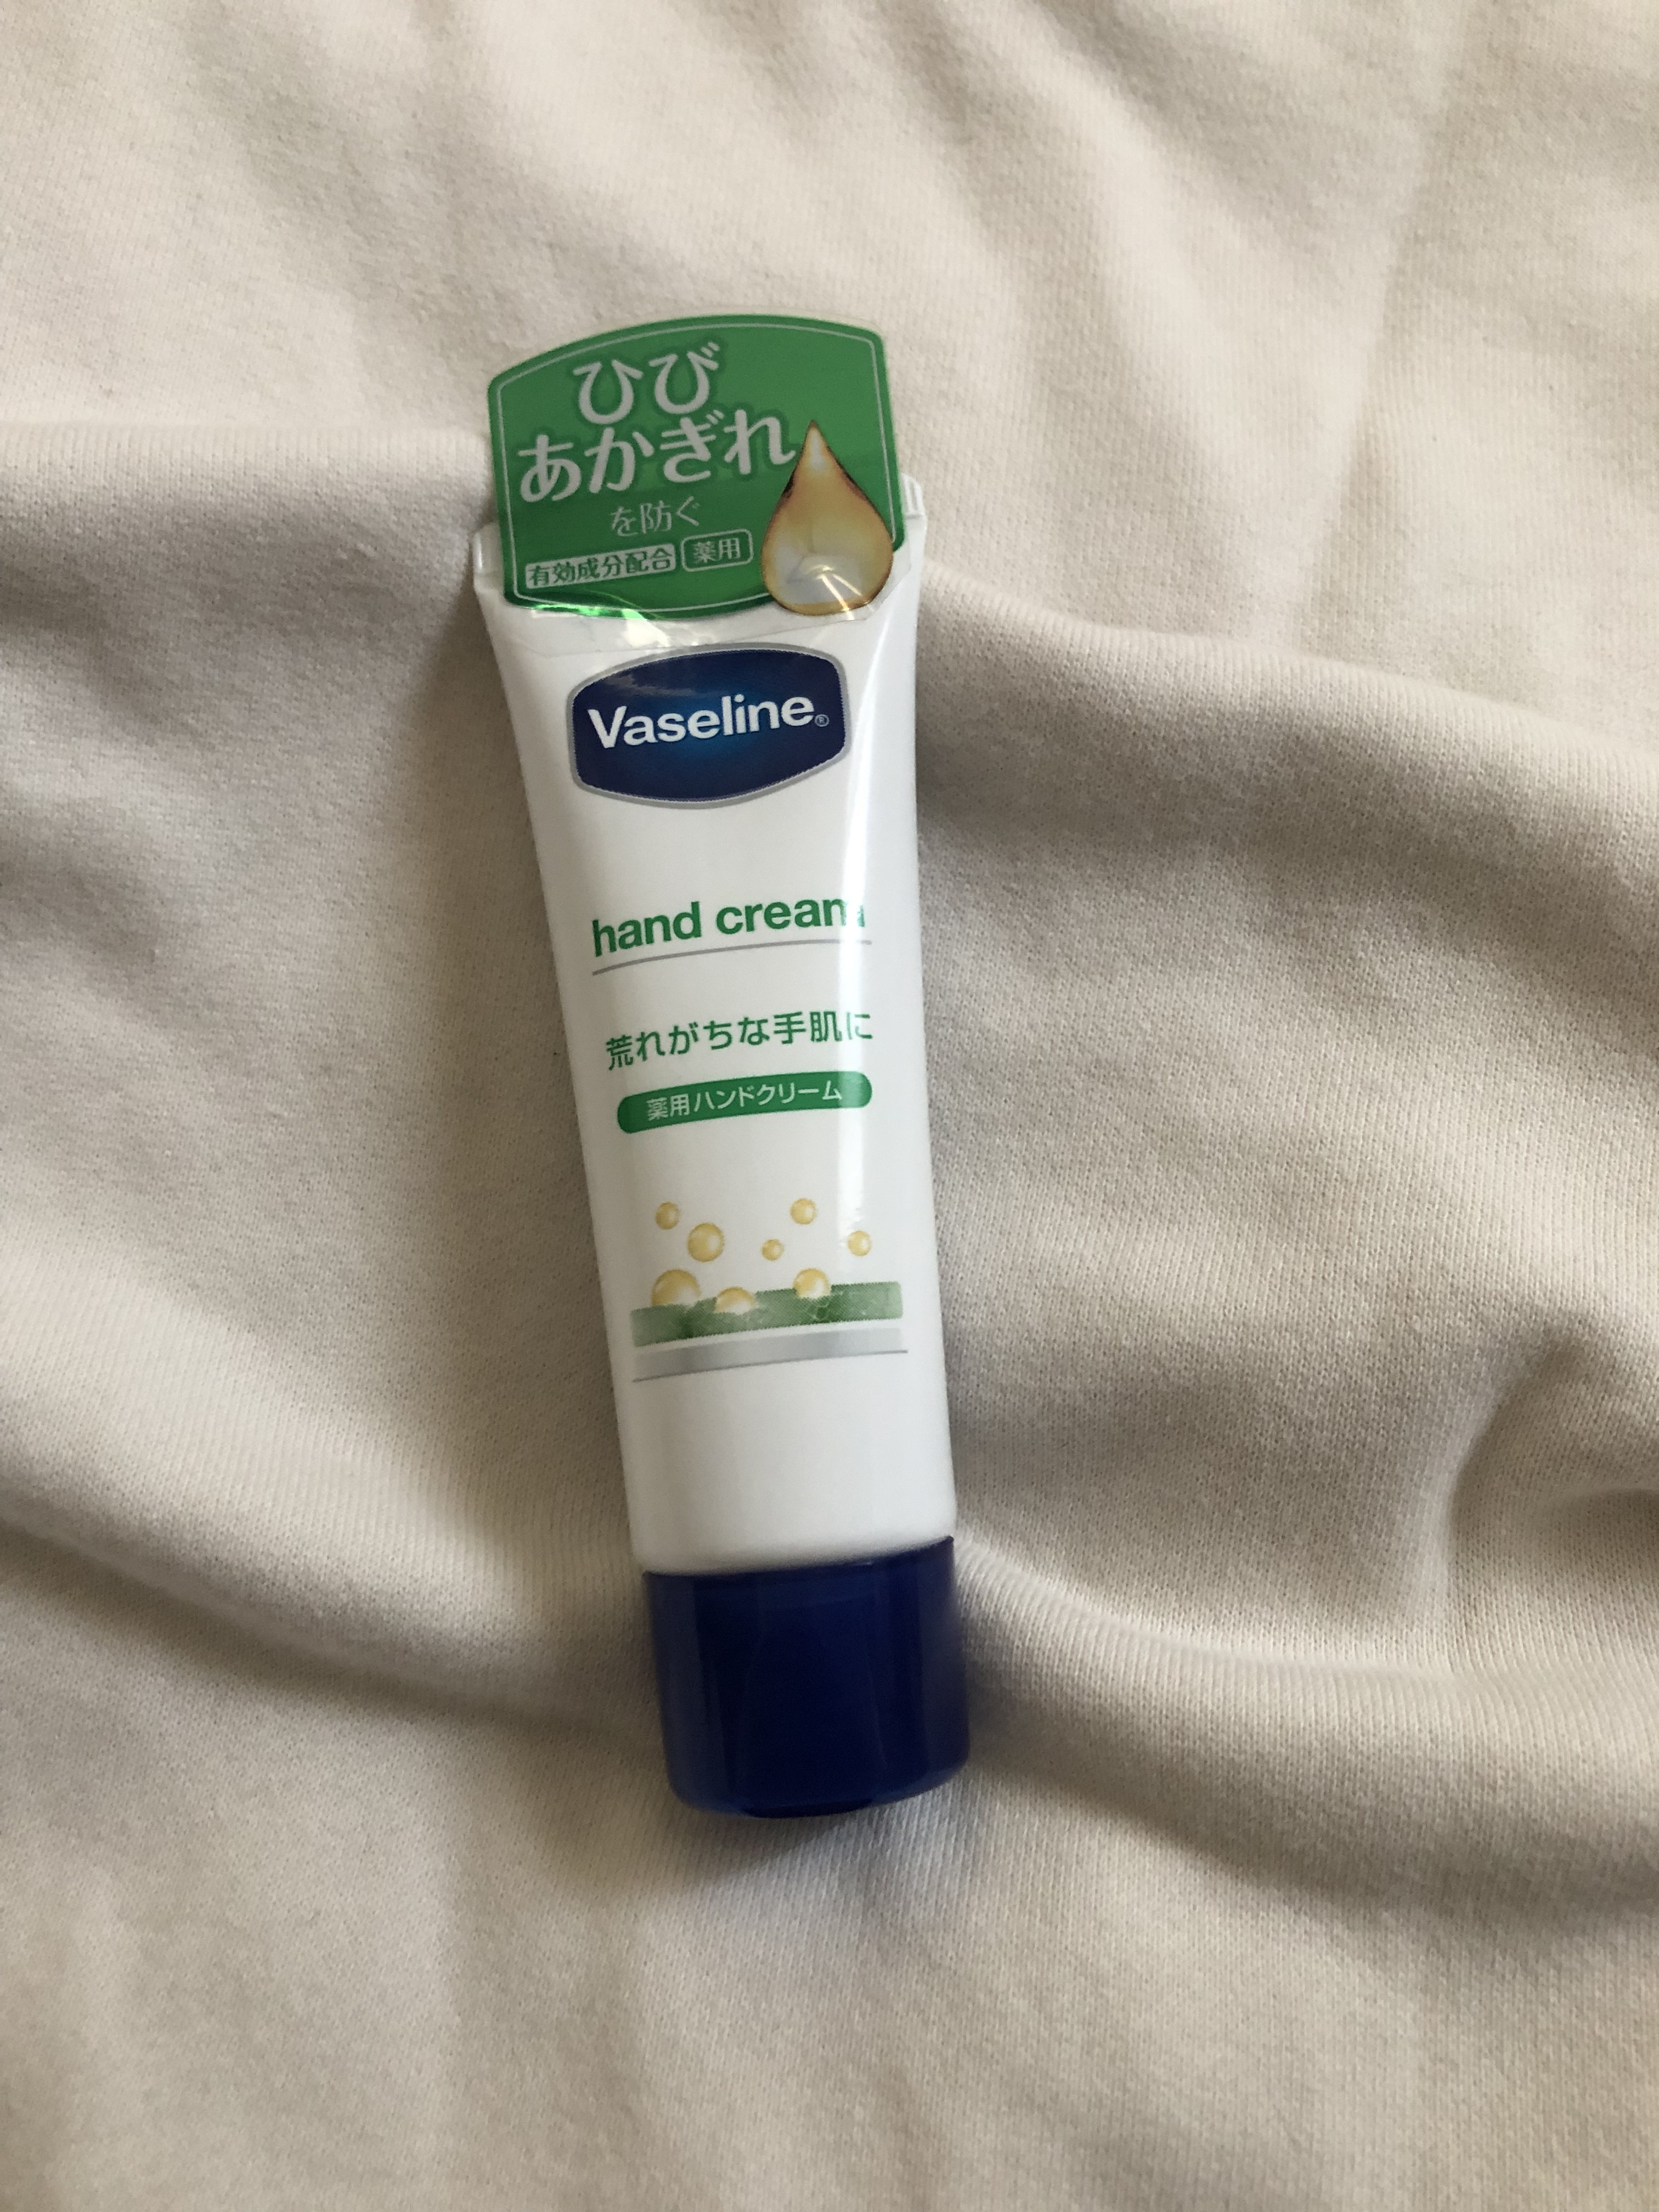 ひび
あかぎれ
を防ぐ
有効成分配合 薬用
Vaseline®
hand cream
荒れがちな手肌に
薬用ハンドクリーム